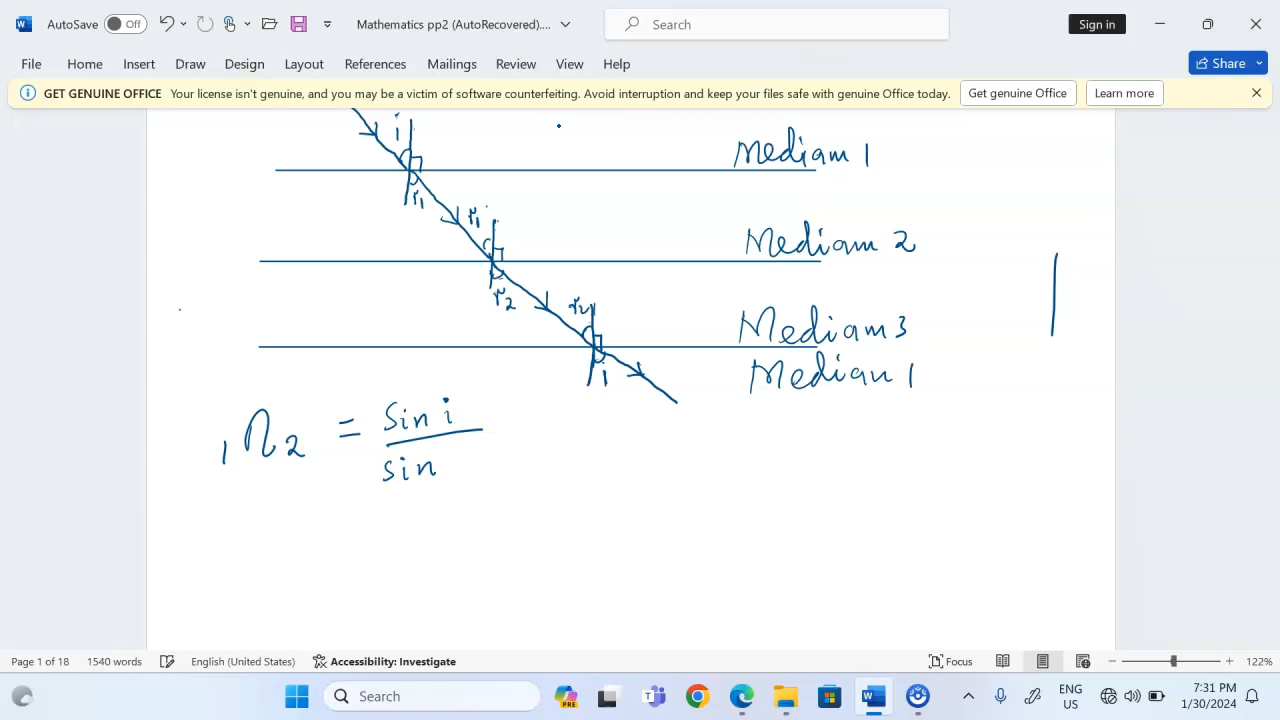 AutoSave Off Mathematics pp2 (AutoRecovered).... Search Sign in
File Home Insert Draw Design Layout References Mailings Review View Help Share
GET GENUINE OFFICE Your license isn't genuine, and you may be a victim of software counterfeiting. Avoid interruption and keep your files safe with genuine Office today. Get genuine Office Learn more
i
Mediam 1
r1
r1
Mediam 2
r2
r2
Mediam 3
i
Median 1
1n2 = sin i
sin
Page 1 of 18 1540 words English (United States) Accessibility: Investigate Focus 122%
Search PRE ENG US 7:31 PM 1/30/2024